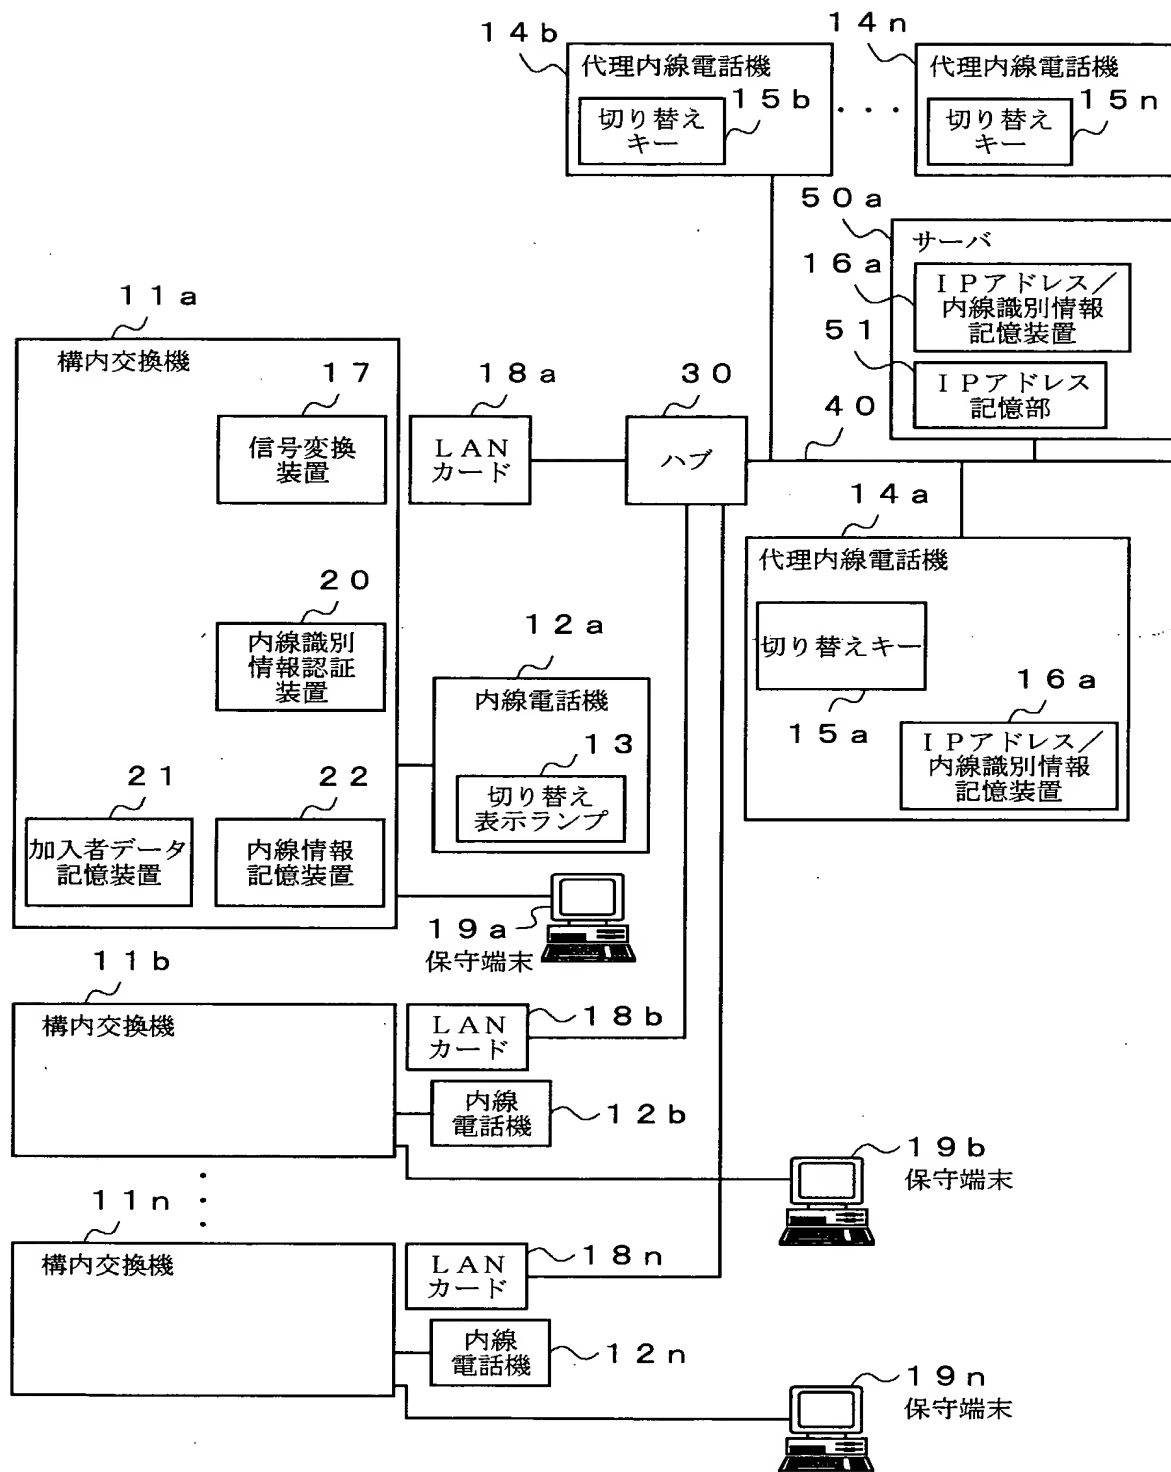 １４ｂ
代理内線電話機
１５ｂ
切り替え
キー
・・・
１４ｎ
代理内線電話機
１５ｎ
切り替え
キー
５０ａ
サーバ
１６ａ
ＩＰアドレス／
内線識別情報
記憶装置
５１
ＩＰアドレス
記憶部
１１ａ
構内交換機
１７
信号変換
装置
１８ａ
ＬＡＮ
カード
３０
ハブ
４０
１４ａ
代理内線電話機
切り替えキー
１５ａ
１６ａ
ＩＰアドレス／
内線識別情報
記憶装置
２０
内線識別
情報認証
装置
１２ａ
内線電話機
１３
切り替え
表示ランプ
２１
加入者データ
記憶装置
２２
内線情報
記憶装置
１９ａ
保守端末
１１ｂ
構内交換機
ＬＡＮ
カード
１８ｂ
内線
電話機
１２ｂ
１９ｂ
保守端末
・・・
１１ｎ
構内交換機
ＬＡＮ
カード
１８ｎ
内線
電話機
１２ｎ
１９ｎ
保守端末